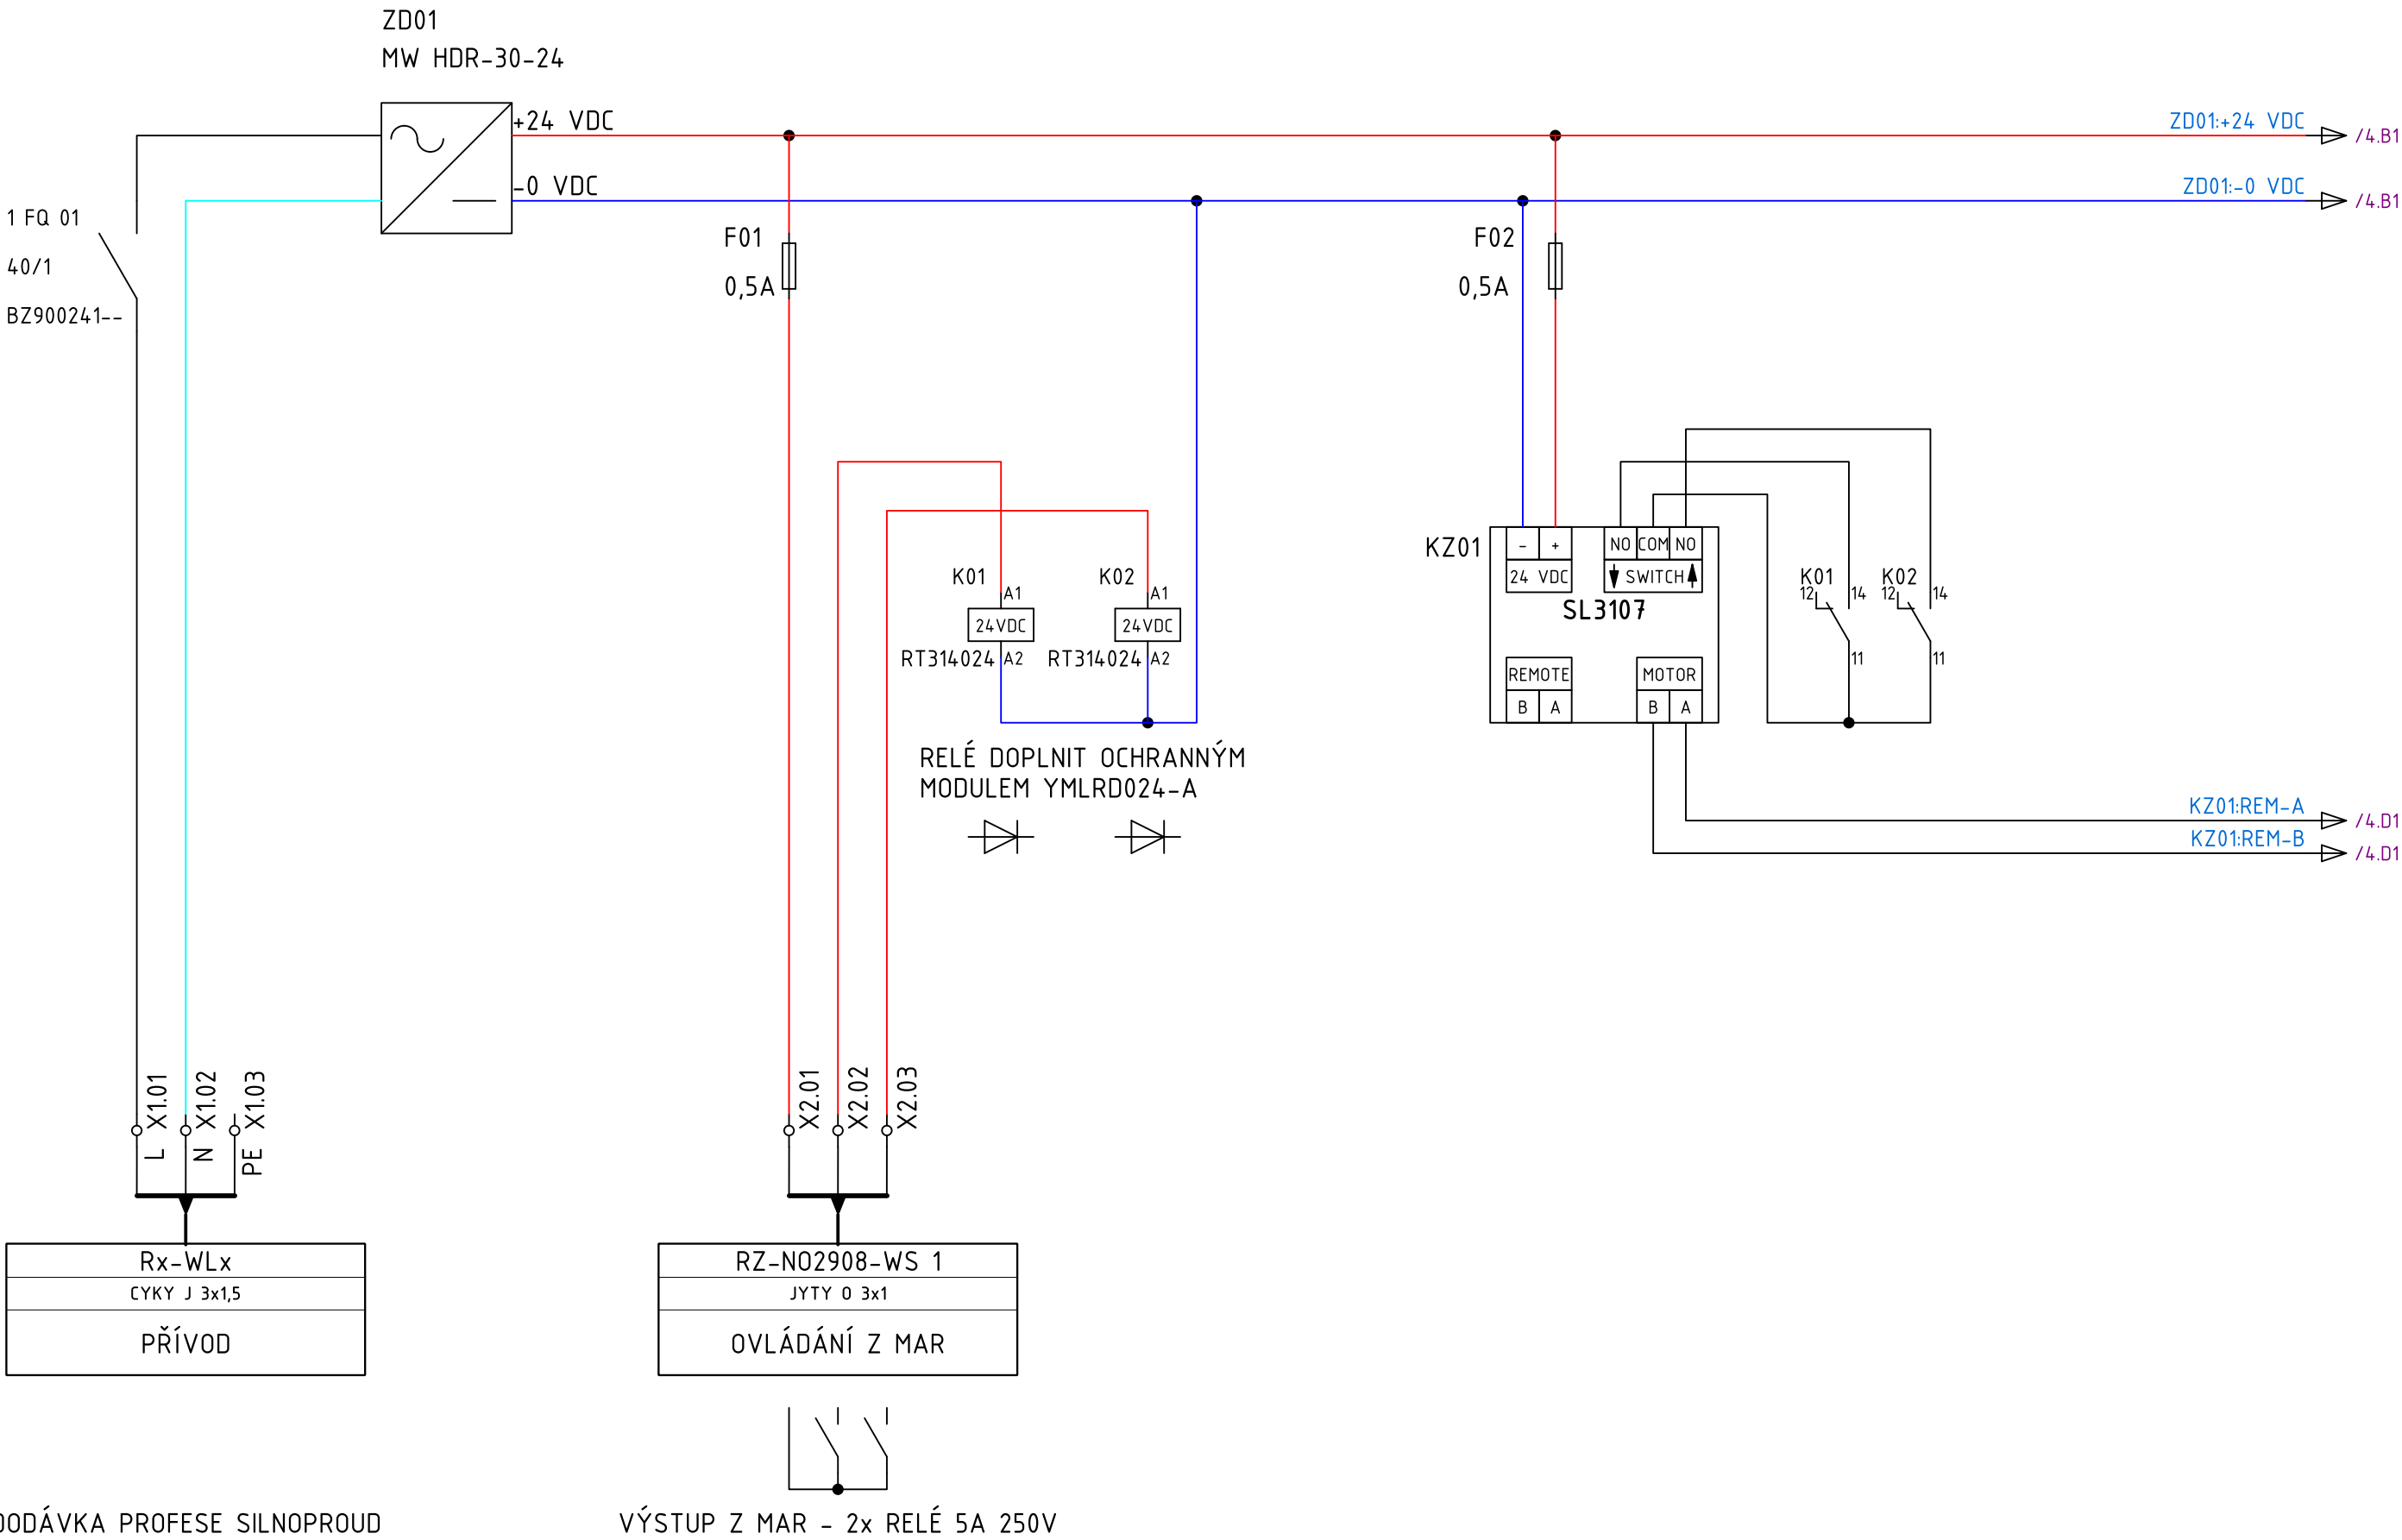 ZD01
MW HDR-30-24
+24 VDC
ZD01:+24 VDC
/4.B1
-0 VDC
ZD01:-0 VDC
/4.B1
1 FQ 01
40/1
BZ900241--
F01
0,5A
F02
0,5A
KZ01
- +
24 VDC
NO COM NO
SWITCH
SL3107
REMOTE
B A
MOTOR
B A
K01
A1
24VDC
RT314024 A2
K02
A1
24VDC
RT314024 A2
K01
12 14
11
K02
12 14
11
RELÉ DOPLNIT OCHRANNÝM
MODULEM YMLRD024-A
KZ01:REM-A
/4.D1
KZ01:REM-B
/4.D1
L X1.01
N X1.02
PE X1.03
X2.01
X2.02
X2.03
Rx-WLx
CYKY J 3x1,5
PŘÍVOD
RZ-NO2908-WS 1
JYTY O 3x1
OVLÁDÁNÍ Z MAR
DODÁVKA PROFESE SILNOPROUD
VÝSTUP Z MAR - 2x RELÉ 5A 250V